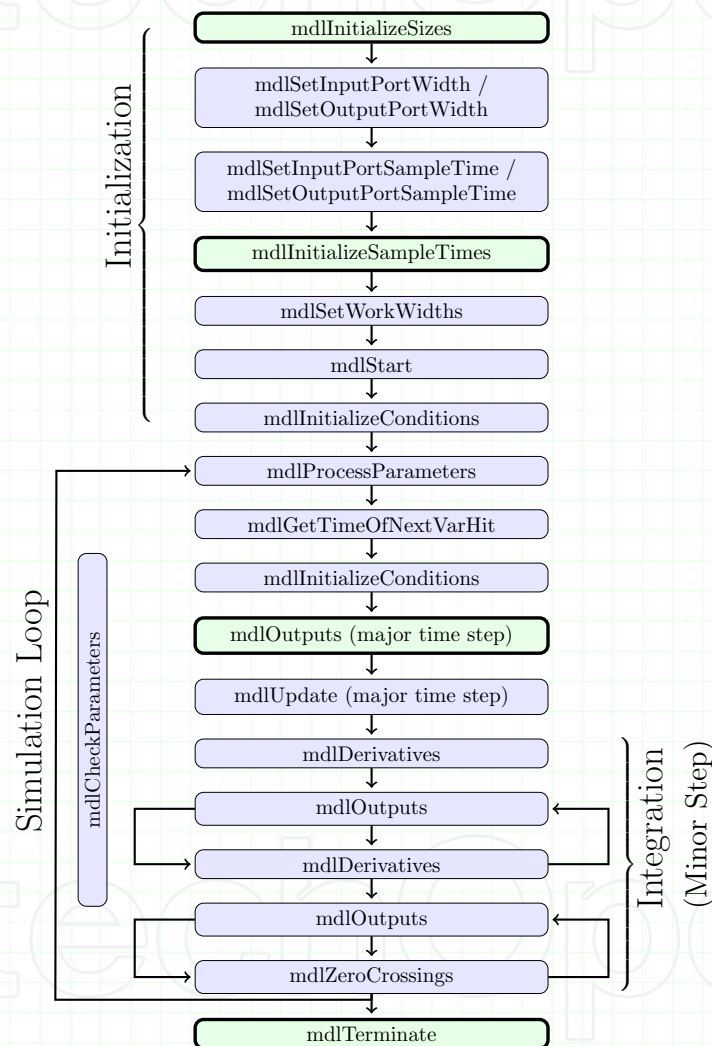 mdlInitializeSizes
mdlSetInputPortWidth /
mdlSetOutputPortWidth
mdlSetInputPortSampleTime /
mdlSetOutputPortSampleTime
mdlInitializeSampleTimes
mdlSetWorkWidths
mdlStart
mdlInitializeConditions
Initialization
mdlProcessParameters
mdlGetTimeOfNextVarHit
mdlInitializeConditions
mdlOutputs (major time step)
mdlUpdate (major time step)
mdlDerivatives
mdlOutputs
mdlDerivatives
mdlOutputs
mdlZeroCrossings
mdlTerminate
Simulation Loop
mdlCheckParameters
Integration
(Minor Step)